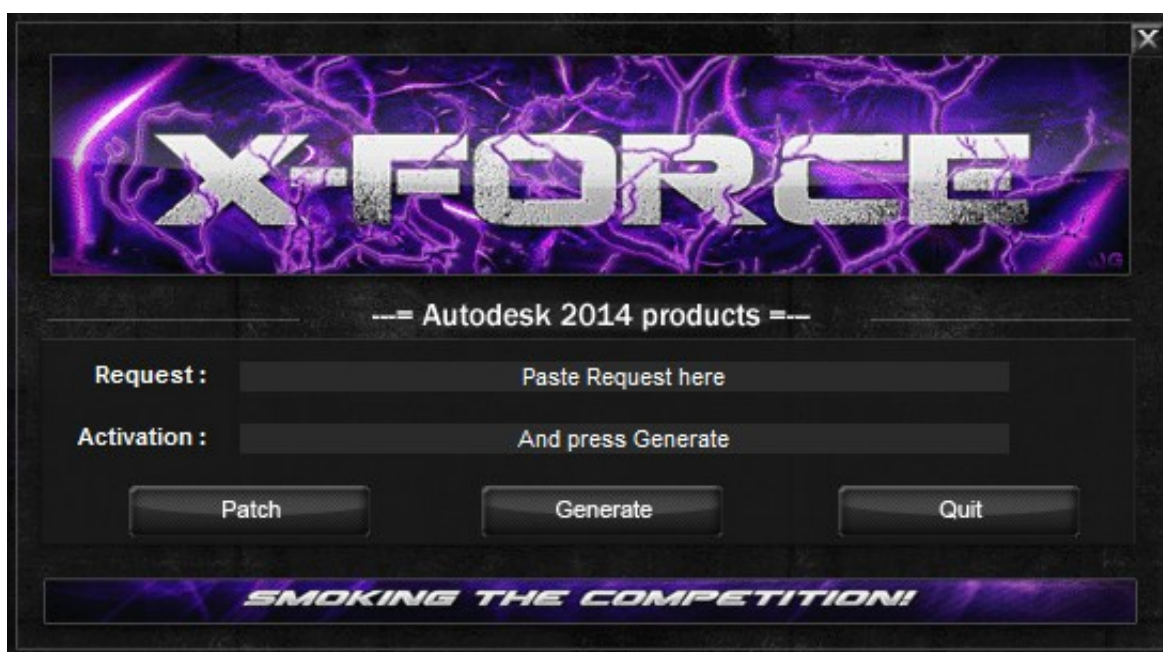 X
X-FORCE
---= Autodesk 2014 products =---
Request :
Paste Request here
Activation :
And press Generate
Patch
Generate
Quit
SMOKING THE COMPETITION!